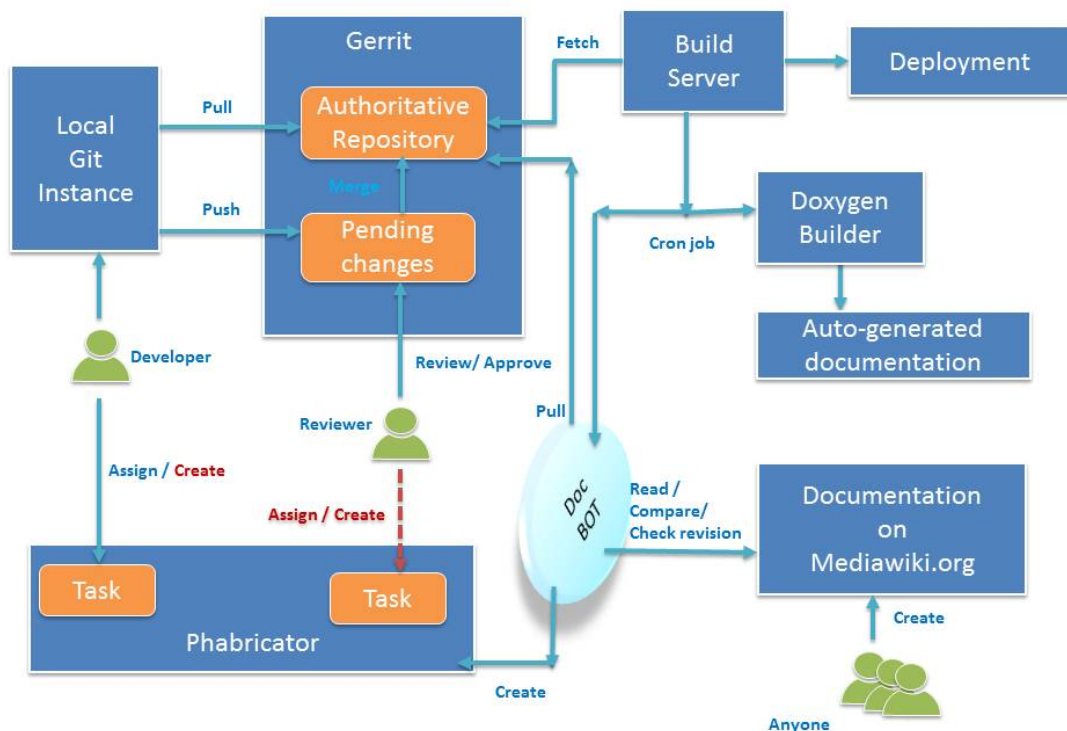 Gerrit
Fetch
Build
Server
Deployment
Local
Git
Instance
Pull
Authoritative
Repository
Merge
Push
Pending
changes
Cron job
Doxygen
Builder
Developer
Review/ Approve
Auto-generated
documentation
Reviewer
Pull
Assign / Create
Assign / Create
Doc
BOT
Read /
Compare/
Check revision
Documentation
on
Mediawiki.org
Task
Task
Phabricator
Create
Create
Anyone